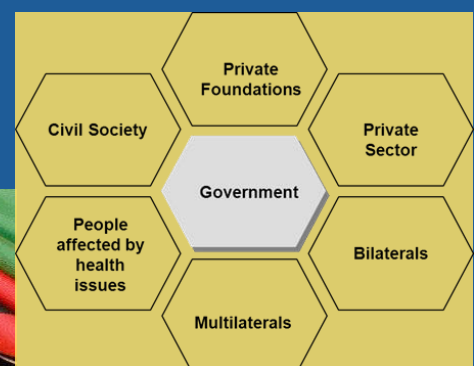 Private
Foundations
Civil Society
Private
Sector
Government
People
affected by
health
issues
Bilaterals
Multilaterals